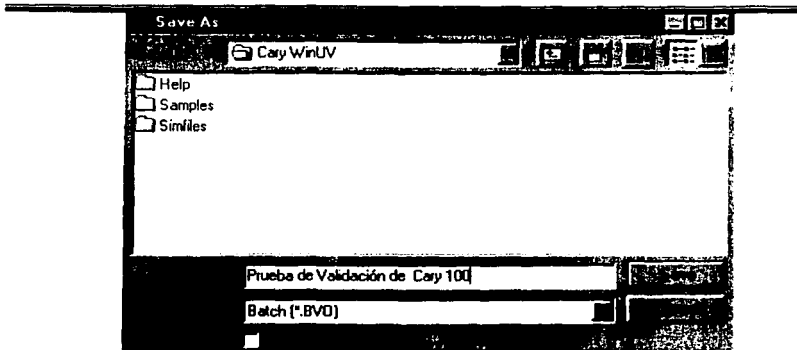 Save As
Cary WinUV
Help
Samples
Simfiles
Prueba de Validación de Cary 100
Batch (*.BVO)